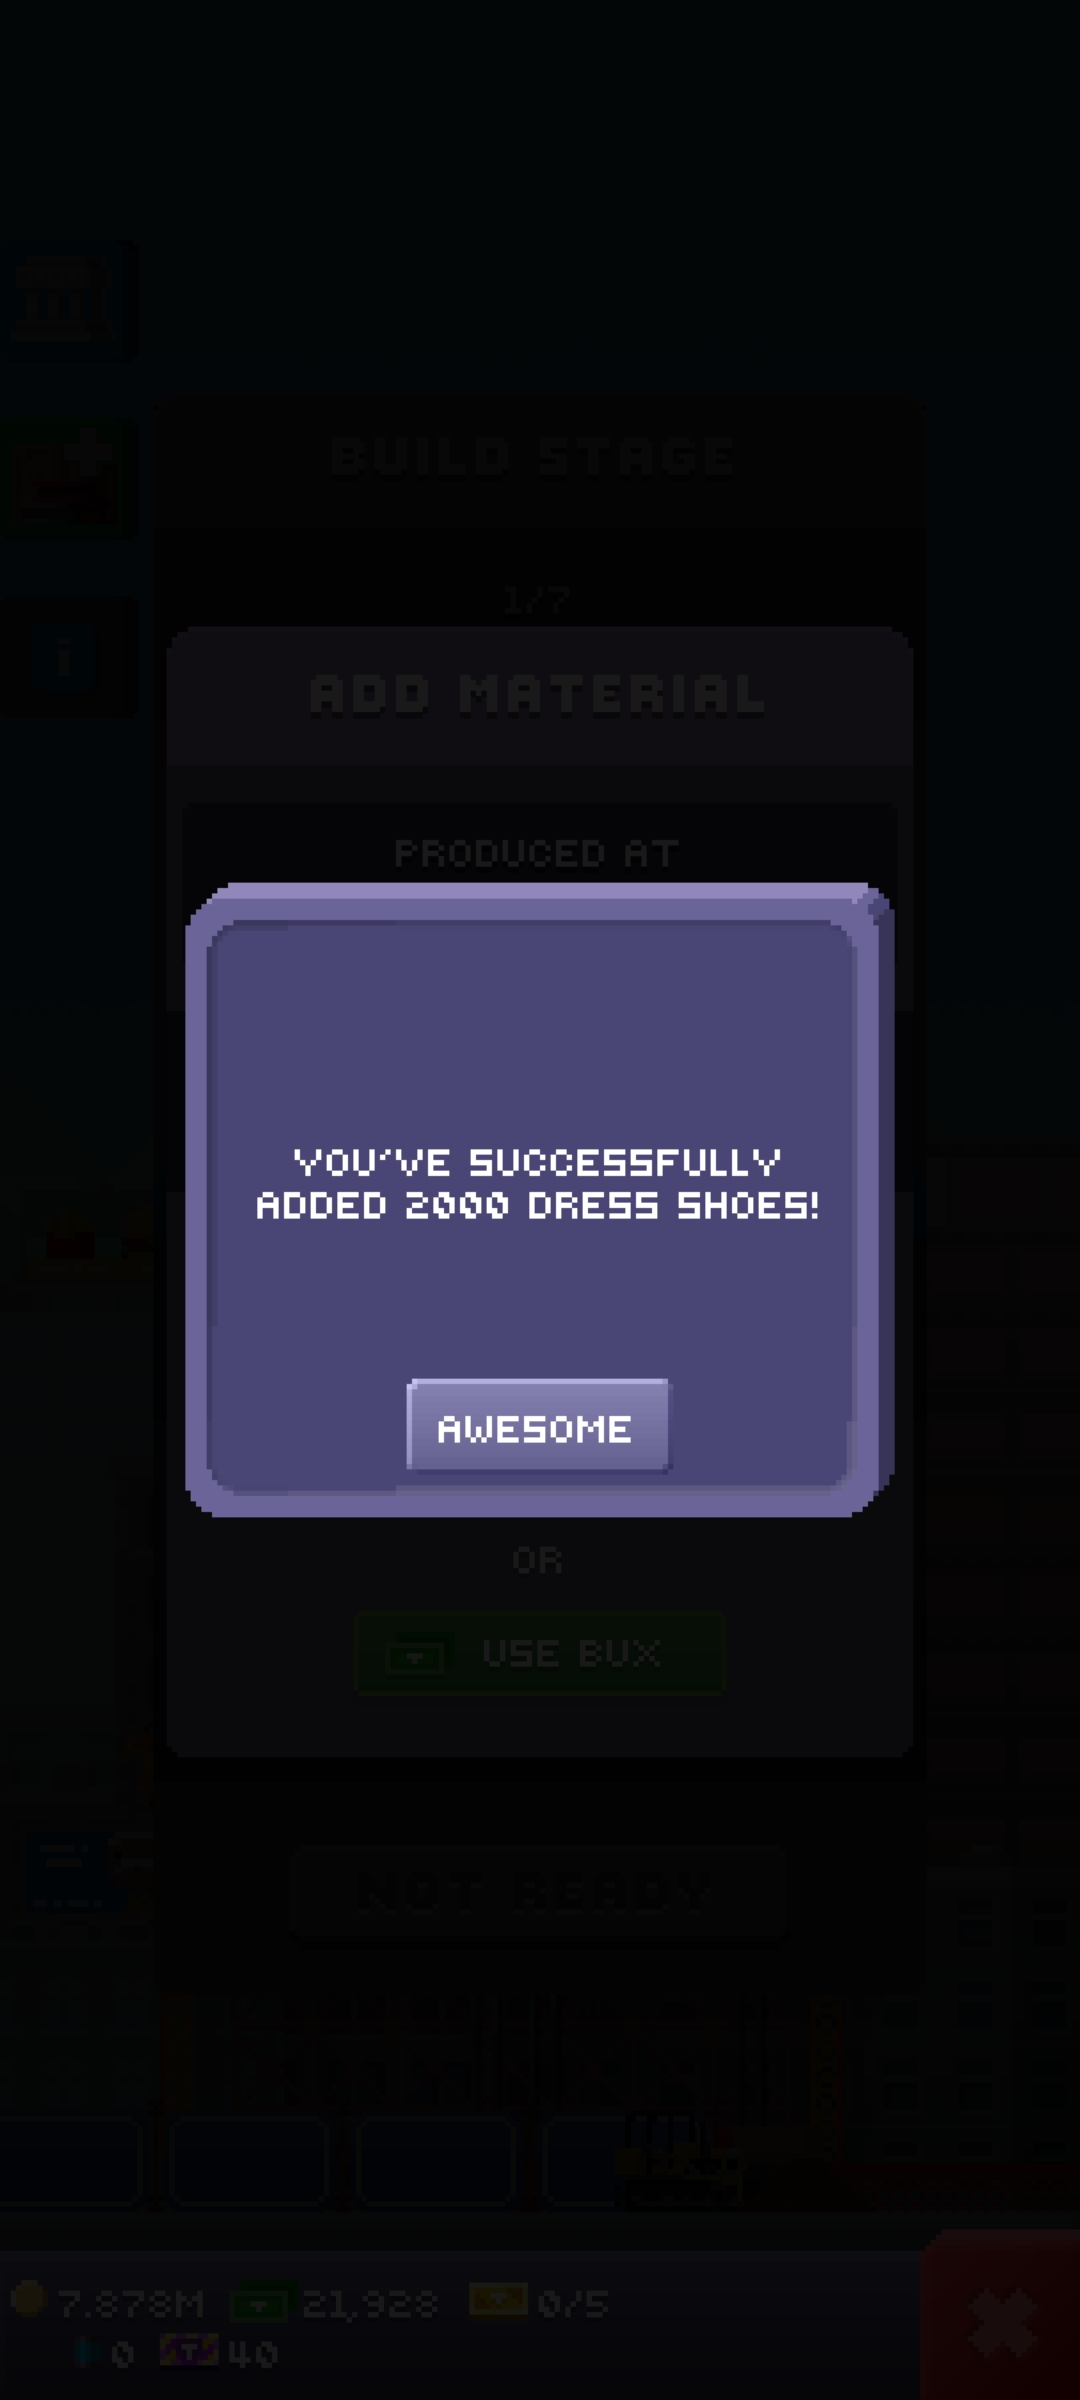 BUILD STAGE
1/7
ADD MATERIAL
PRODUCED AT
YOU'VE SUCCESSFULLY
ADDED 2000 DRESS SHOES!
AWESOME
OR
USE BUX
NOT READY
7.878M 21,928 0/5
0 40